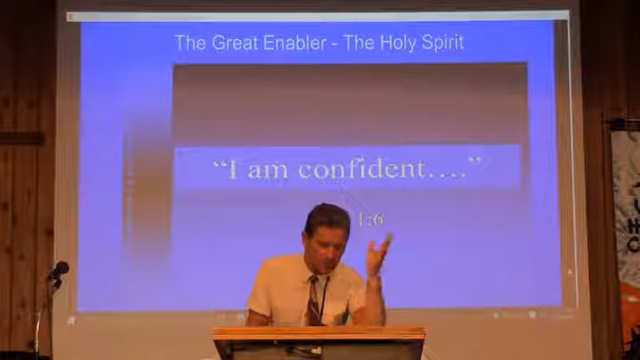 The Great Enabler - The Holy Spirit
“I am confident….”
1:6